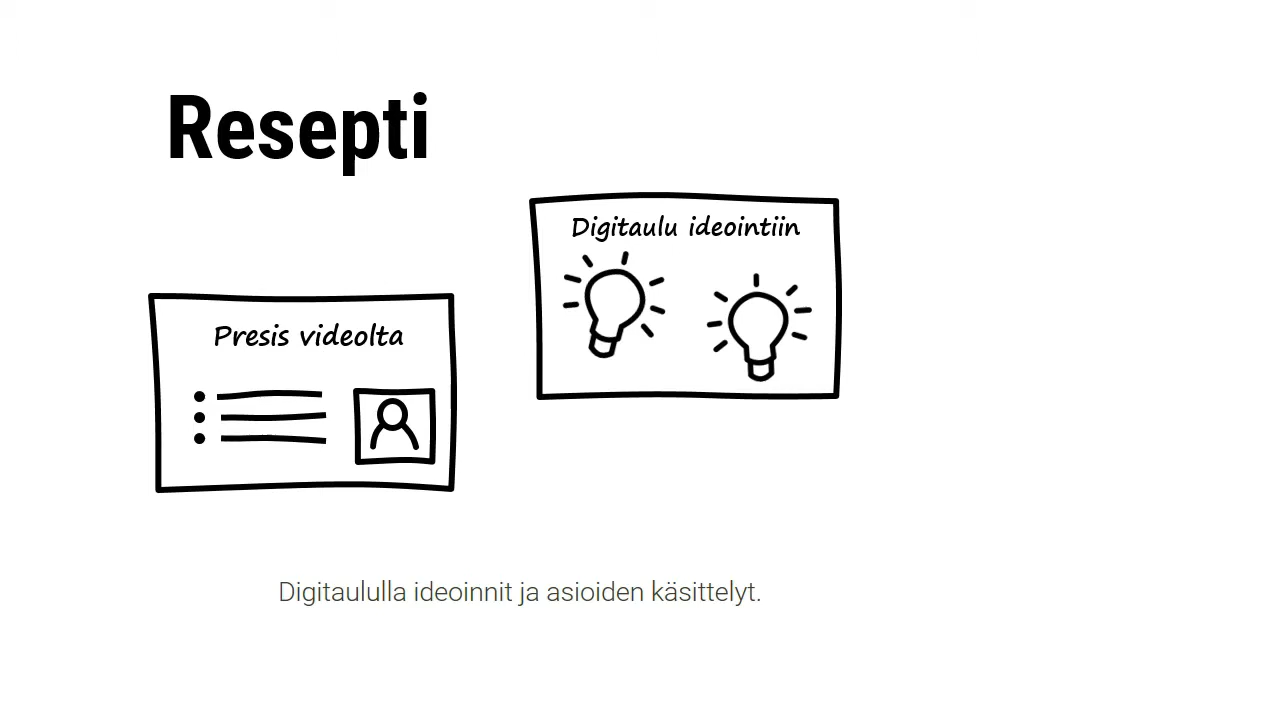 Resepti
Digitaulu ideointiin
Presis videolta
Digitaululla ideoinnit ja asioiden käsittelyt.